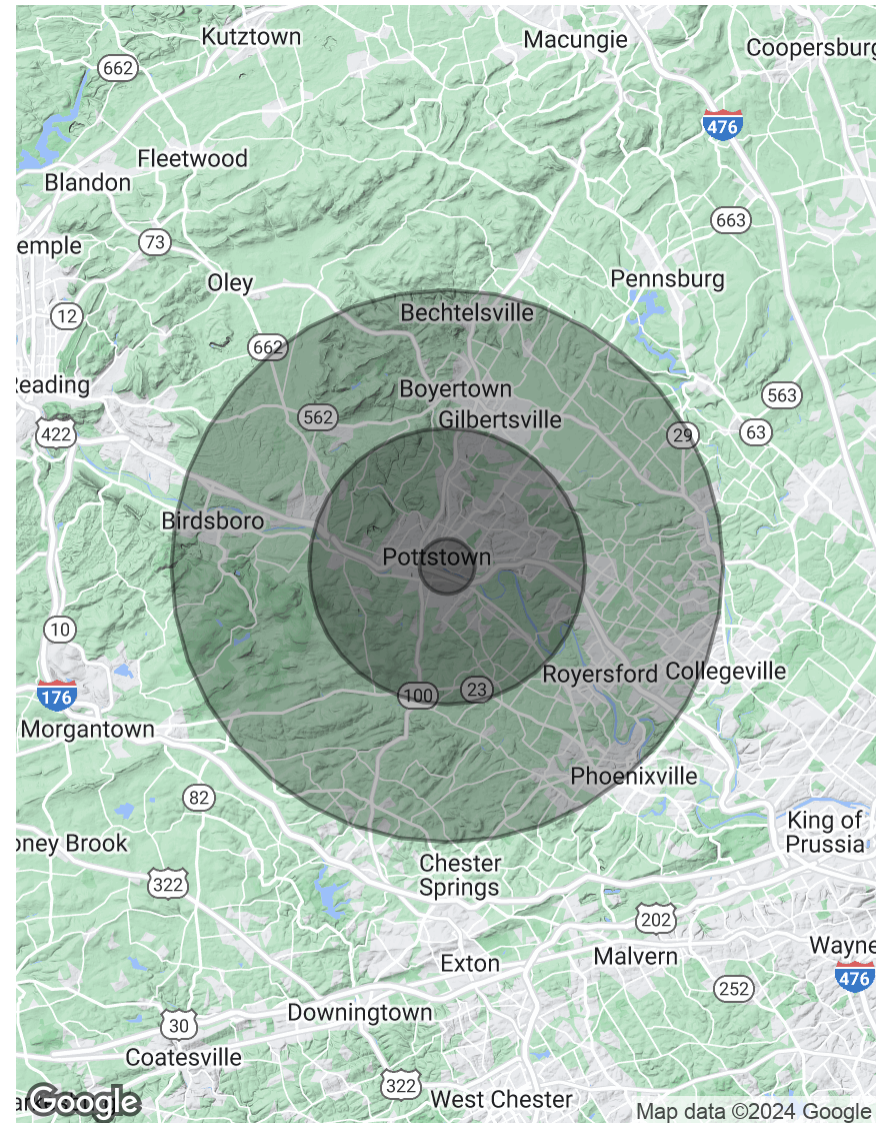 Kutztown
Macungie
Coopersburg
662
476
Fleetwood
Blandon
663
73
emple
Oley
Pennsburg
12
Bechtelsville
662
Reading
Boyertown
563
562
Gilbertsville
422
29
63
Birdsboro
Pottstown
10
Royersford
Collegeville
176
100
23
Morgantown
Phoenixville
82
King of
Prussia
oney Brook
Chester
Springs
322
202
Wayne
Exton
Malvern
476
252
Downingtown
30
Coatesville
322
West Chester
Google
Map data ©2024 Google